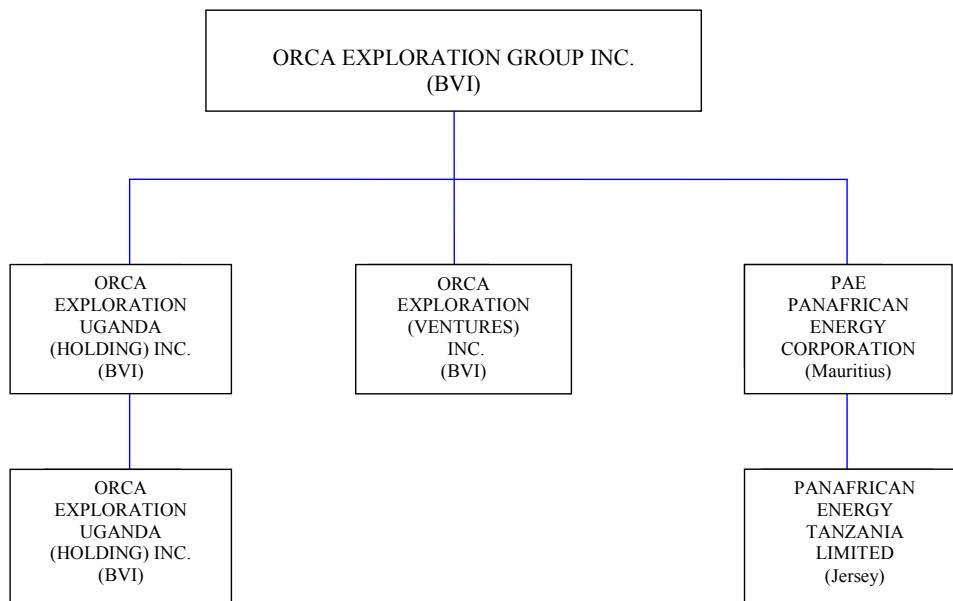 ORCA EXPLORATION GROUP INC.
(BVI)
ORCA
EXPLORATION
UGANDA
(HOLDING) INC.
(BVI)
ORCA
EXPLORATION
(VENTURES)
INC.
(BVI)
PAE
PANAFRICAN
ENERGY
CORPORATION
(Mauritius)
ORCA
EXPLORATION
UGANDA
(HOLDING) INC.
(BVI)
PANAFRICAN
ENERGY
TANZANIA
LIMITED
(Jersey)